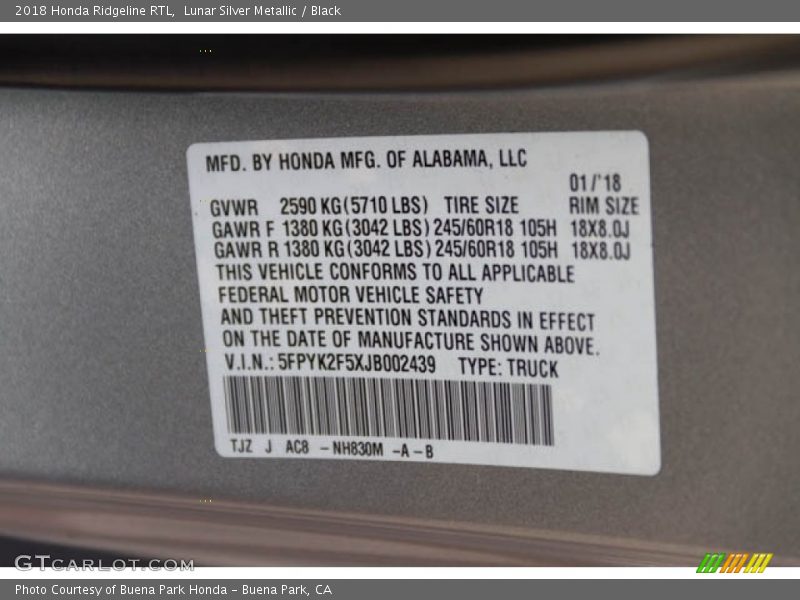 2018 Honda Ridgeline RTL,  Lunar Silver Metallic / Black
MFD. BY HONDA MFG. OF ALABAMA, LLC
01/'18
GVWR 2590 KG(5710 LBS) TIRE SIZE RIM SIZE
GAWR F 1380 KG(3042 LBS) 245/60R18 105H 18X8.0J
GAWR R 1380 KG(3042 LBS) 245/60R18 105H 18X8.0J
THIS VEHICLE CONFORMS TO ALL APPLICABLE
FEDERAL MOTOR VEHICLE SAFETY
AND THEFT PREVENTION STANDARDS IN EFFECT
ON THE DATE OF MANUFACTURE SHOWN ABOVE.
V.I.N.: 5FPYK2F5XJB002439 TYPE: TRUCK
TJZ J AC8 - NH830M -A - B
GTCARLOT.COM
Photo Courtesy of Buena Park Honda - Buena Park, CA